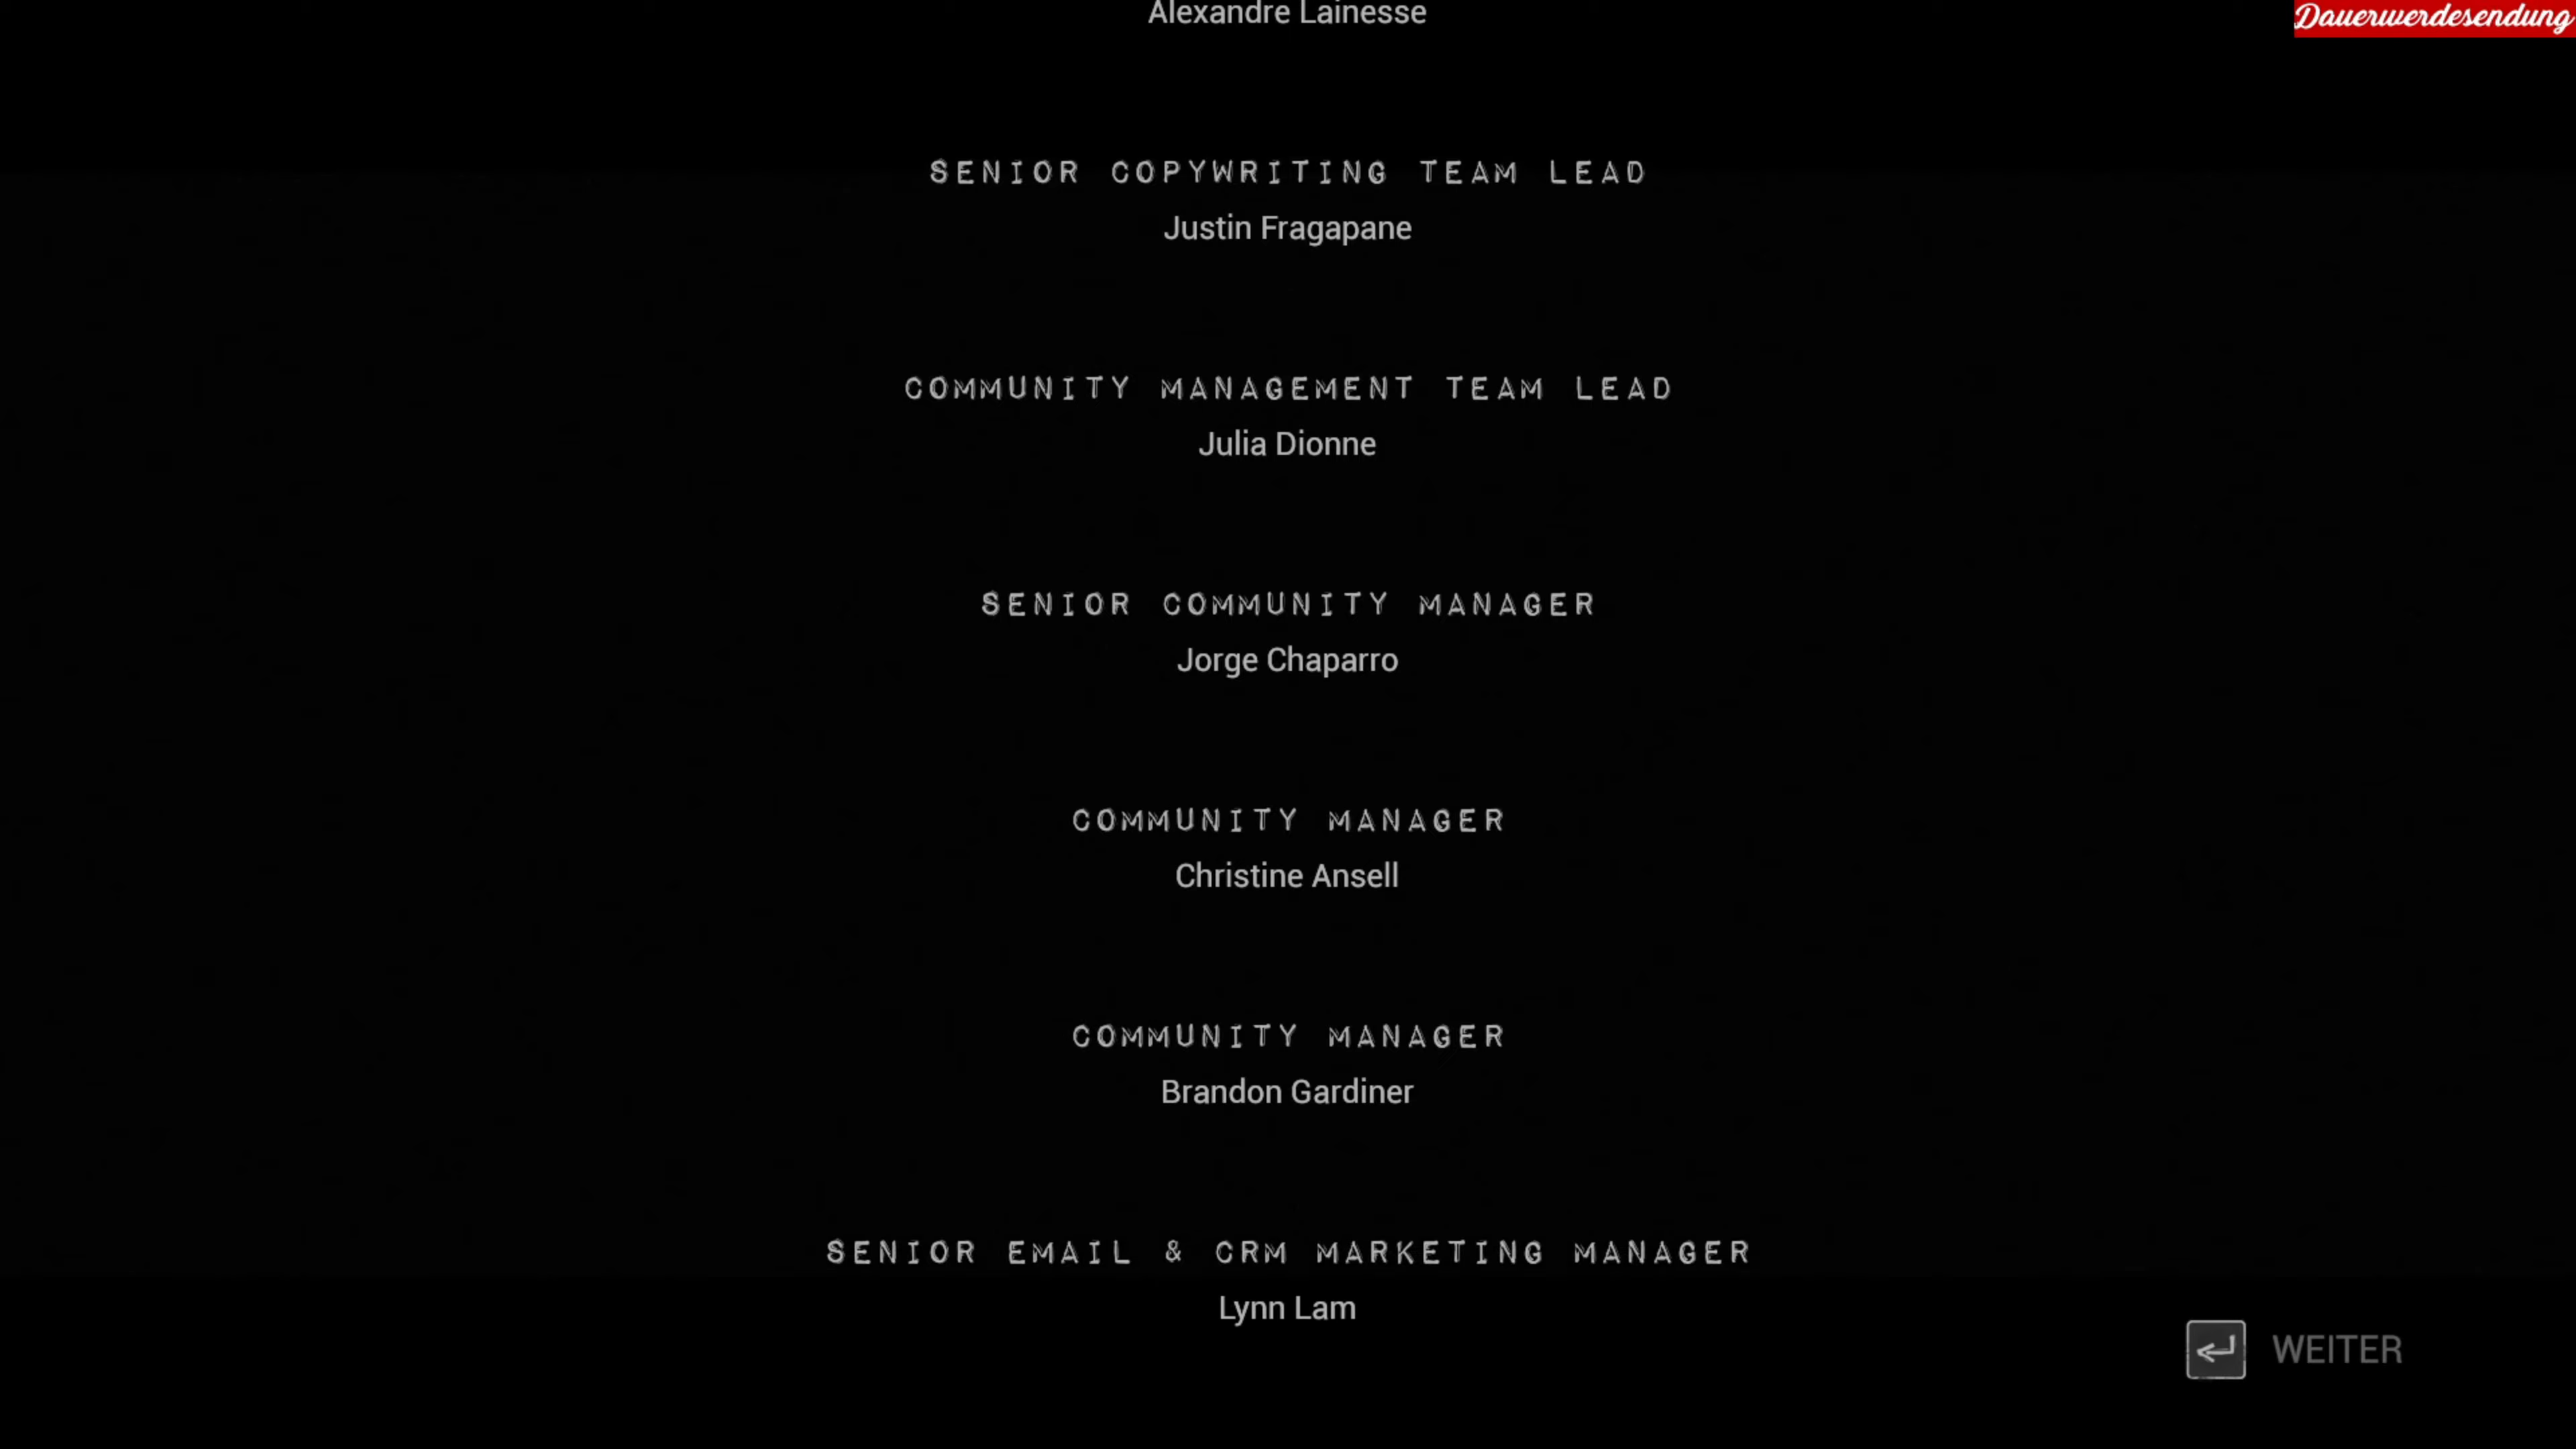 Alexandre Lainesse
Dauerwerdesendung
SENIOR COPYWRITING TEAM LEAD
Justin Fragapane
COMMUNITY MANAGEMENT TEAM LEAD
Julia Dionne
SENIOR COMMUNITY MANAGER
Jorge Chaparro
COMMUNITY MANAGER
Christine Ansell
COMMUNITY MANAGER
Brandon Gardiner
SENIOR EMAIL & CRM MARKETING MANAGER
Lynn Lam
WEITER